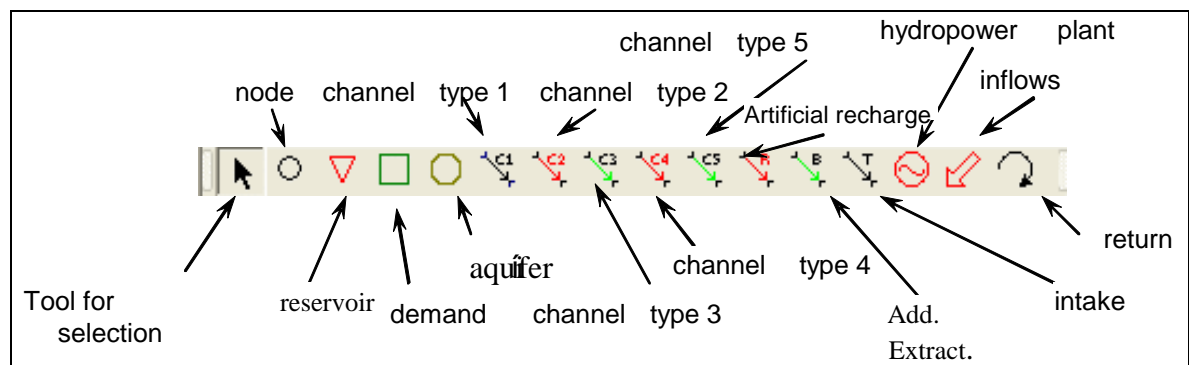 channel type 5
hydropower plant
inflows
node channel type 1 channel type 2
Artificial recharge
C1 C2 C3 C4 C5 A B T
return
aquífer
channel type 4
Tool for
selection
reservoir
demand
channel type 3
Add.
Extract.
intake